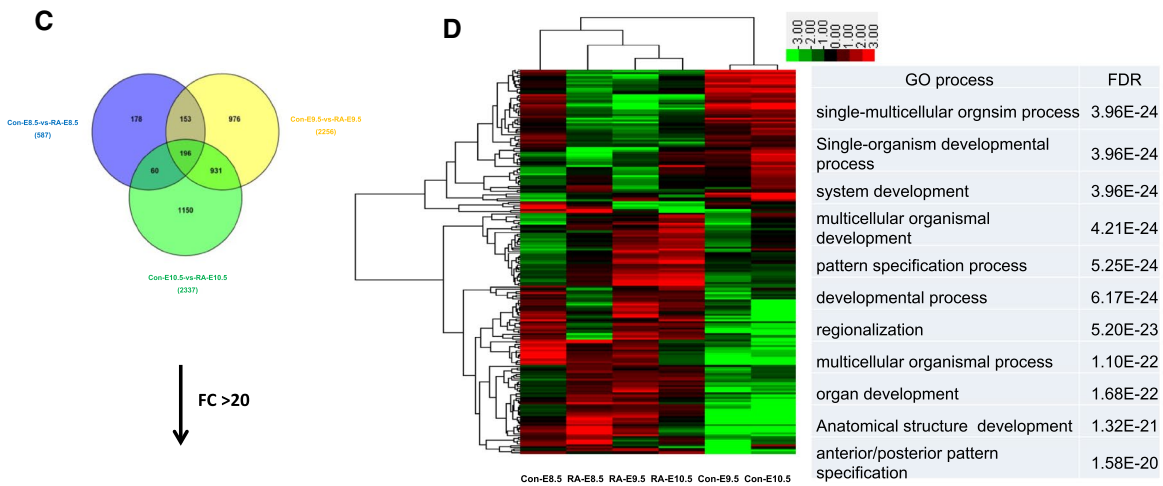 C
178
153
976
196
60
931
1150
Con-E8.5-vs-RA-E8.5
(587)
Con-E9.5-vs-RA-E9.5
(2256)
Con-E10.5-vs-RA-E10.5
(2337)
FC >20
D
-3.00
-2.00
-1.00
0.00
1.00
2.00
3.00
Con-E8.5 RA-E8.5 RA-E9.5 RA-E10.5 Con-E9.5 Con-E10.5
GO process FDR
single-multicellular orgnsim process 3.96E-24
Single-organism developmental
process 3.96E-24
system development 3.96E-24
multicellular organismal
development 4.21E-24
pattern specification process 5.25E-24
developmental process 6.17E-24
regionalization 5.20E-23
multicellular organismal process 1.10E-22
organ development 1.68E-22
Anatomical structure development 1.32E-21
anterior/posterior pattern
specification 1.58E-20